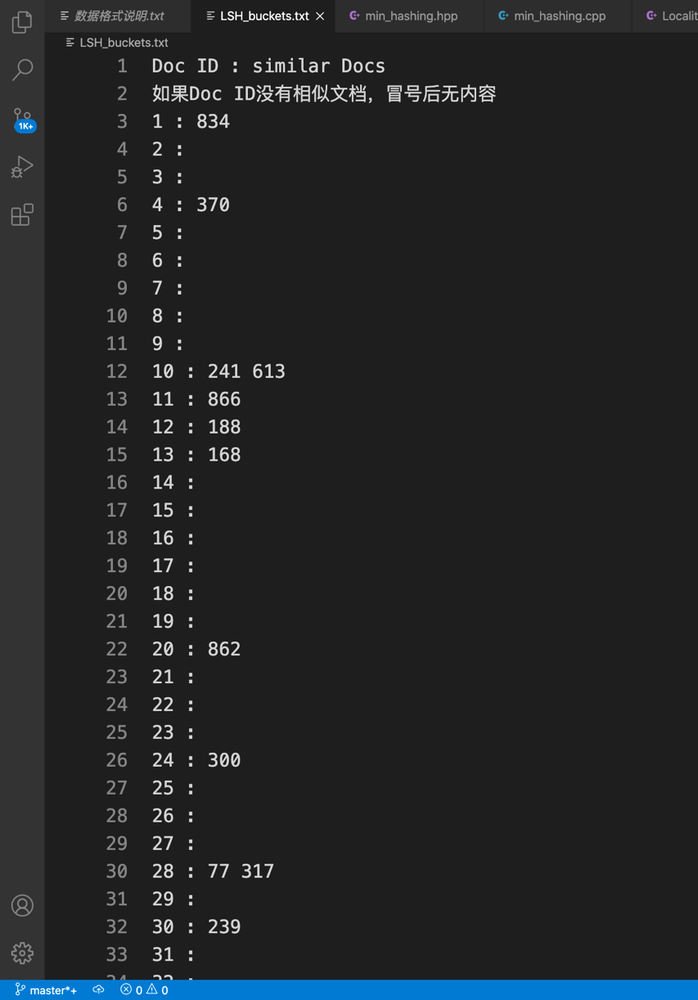 数据格式说明.txt LSH_buckets.txt min_hashing.hpp min_hashing.cpp
LSH_buckets.txt
1 Doc ID : similar Docs
2 如果Doc ID没有相似文档，冒号后无内容
3 1 : 834
4 2 :
5 3 :
6 4 : 370
7 5 :
8 6 :
9 7 :
10 8 :
11 9 :
12 10 : 241 613
13 11 : 866
14 12 : 188
15 13 : 168
16 14 :
17 15 :
18 16 :
19 17 :
20 18 :
21 19 :
22 20 : 862
23 21 :
24 22 :
25 23 :
26 24 : 300
27 25 :
28 26 :
29 27 :
30 28 : 77 317
31 29 :
32 30 : 239
33 31 :
1K+
master*+ 0 0